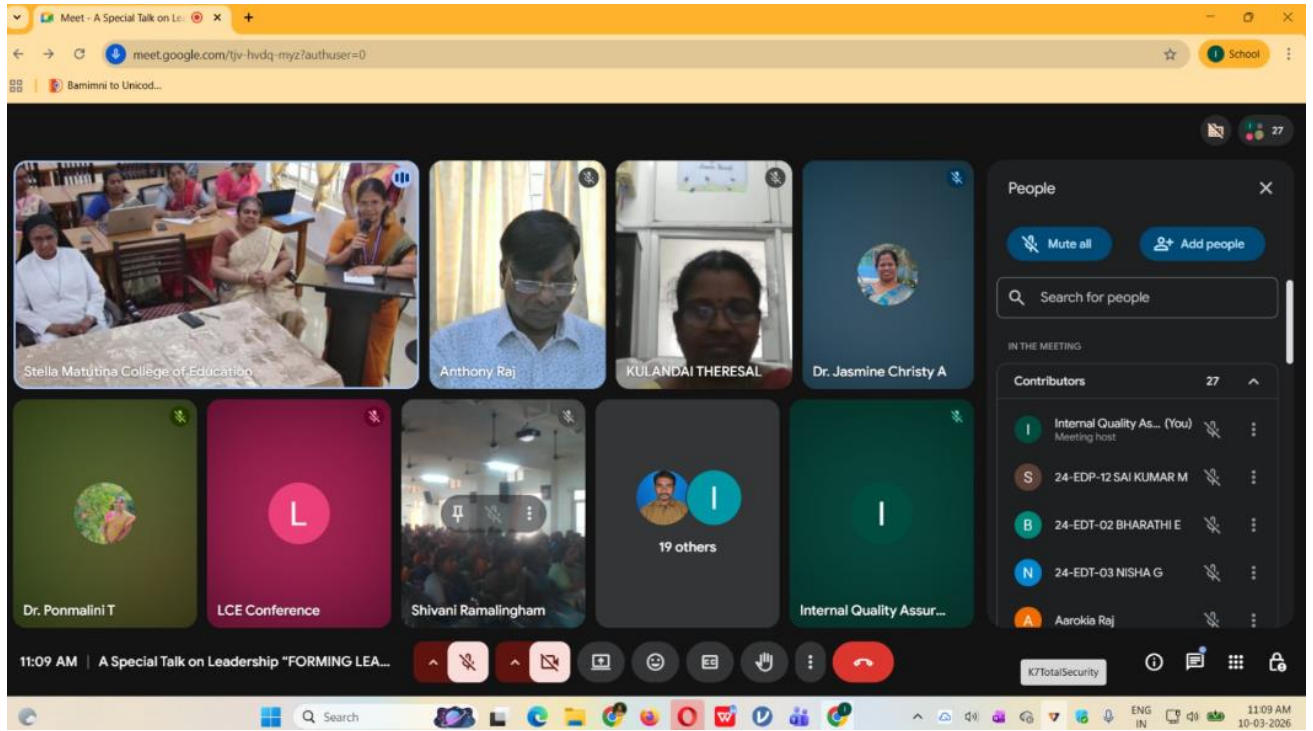 Meet - A Special Talk on Le
meet.google.com/tjv-hvdq-myz?authuser=0
School
Bamimni to Unicod...
27
Stella Matutina College of Education
Anthony Raj
KULANDAI THERESAL
Dr. Jasmine Christy A
Dr. Ponmalini T
L
LCE Conference
Shivani Ramalingham
I
19 others
I
Internal Quality Assur...
People
Mute all
Add people
Search for people
IN THE MEETING
Contributors 27
I Internal Quality As... (You)
Meeting host
S 24-EDP-12 SAI KUMAR M
B 24-EDT-02 BHARATHI E
N 24-EDT-03 NISHA G
A Aarokia Raj
11:09 AM | A Special Talk on Leadership "FORMING LEA...
K7TotalSecurity
Search
ENG
IN
11:09 AM
10-03-2026